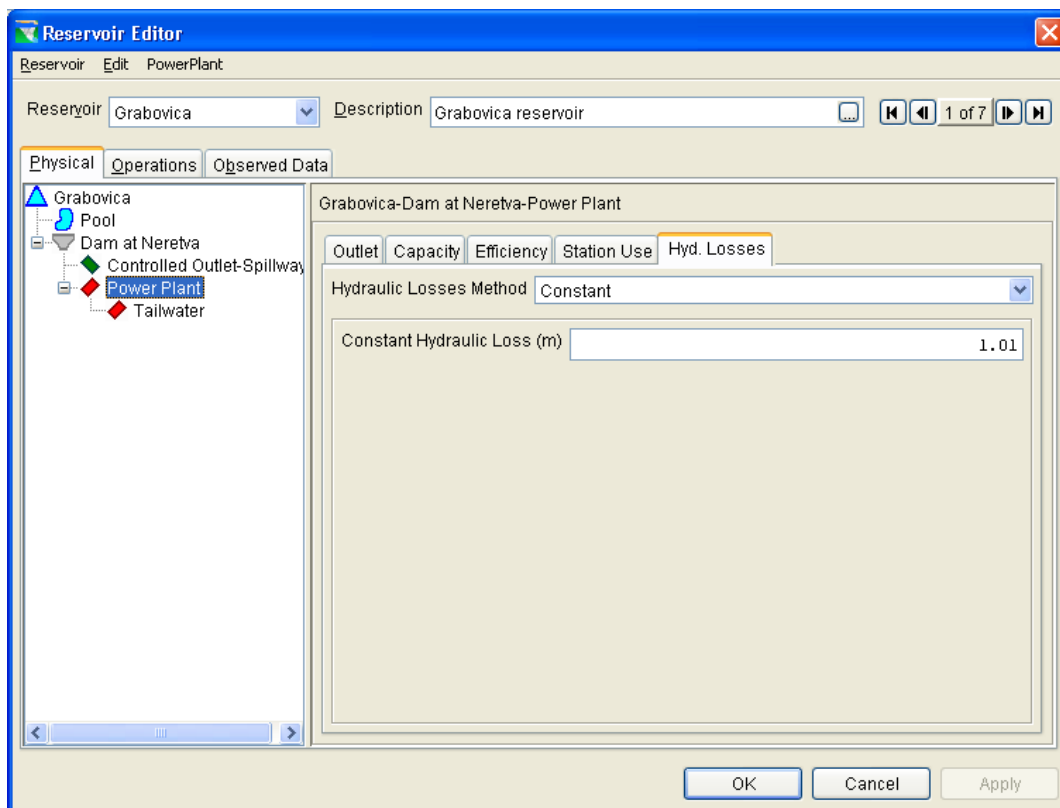 Reservoir Editor
Reservoir Edit PowerPlant
Reservoir Grabovica Description Grabovica reservoir ... 1 of 7
Physical Operations Observed Data
Grabovica
Pool
Dam at Neretva
Controlled Outlet-Spillway
Power Plant
Tailwater
Grabovica-Dam at Neretva-Power Plant
Outlet Capacity Efficiency Station Use Hyd. Losses
Hydraulic Losses Method Constant
Constant Hydraulic Loss (m) 1.01
OK Cancel Apply